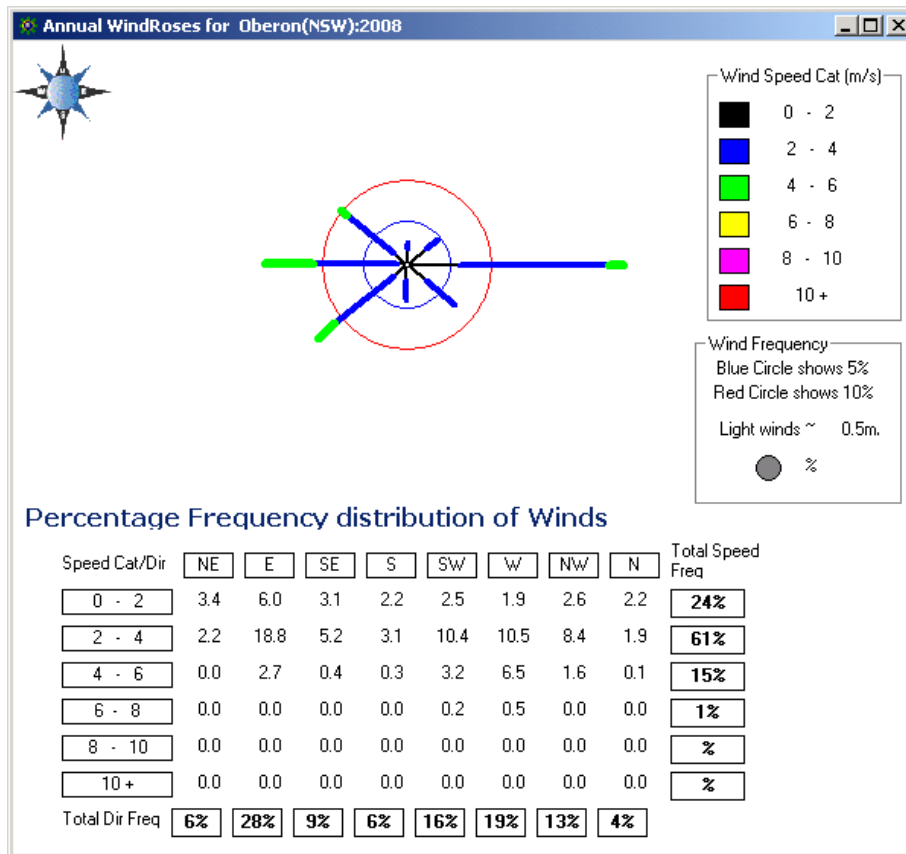 Annual WindRoses for Oberon(NSW):2008
Wind Speed Cat (m/s)
0 - 2
2 - 4
4 - 6
6 - 8
8 - 10
10 +
Wind Frequency
Blue Circle shows 5%
Red Circle shows 10%
Light winds ~ 0.5m.
%
Percentage Frequency distribution of Winds
Speed Cat/Dir NE E SE S SW W NW N Total Speed Freq
0 - 2 3.4 6.0 3.1 2.2 2.5 1.9 2.6 2.2 24%
2 - 4 2.2 18.8 5.2 3.1 10.4 10.5 8.4 1.9 61%
4 - 6 0.0 2.7 0.4 0.3 3.2 6.5 1.6 0.1 15%
6 - 8 0.0 0.0 0.0 0.0 0.2 0.5 0.0 0.0 1%
8 - 10 0.0 0.0 0.0 0.0 0.0 0.0 0.0 0.0 %
10 + 0.0 0.0 0.0 0.0 0.0 0.0 0.0 0.0 %
Total Dir Freq 6% 28% 9% 6% 16% 19% 13% 4%